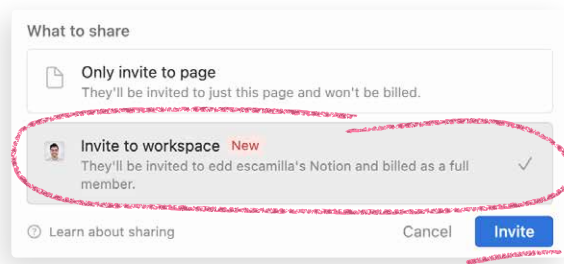 What to share
Only invite to page
They'll be invited to just this page and won't be billed.
Invite to workspace New
They'll be invited to edd escamilla's Notion and billed as a full
member.
Learn about sharing
Cancel
Invite